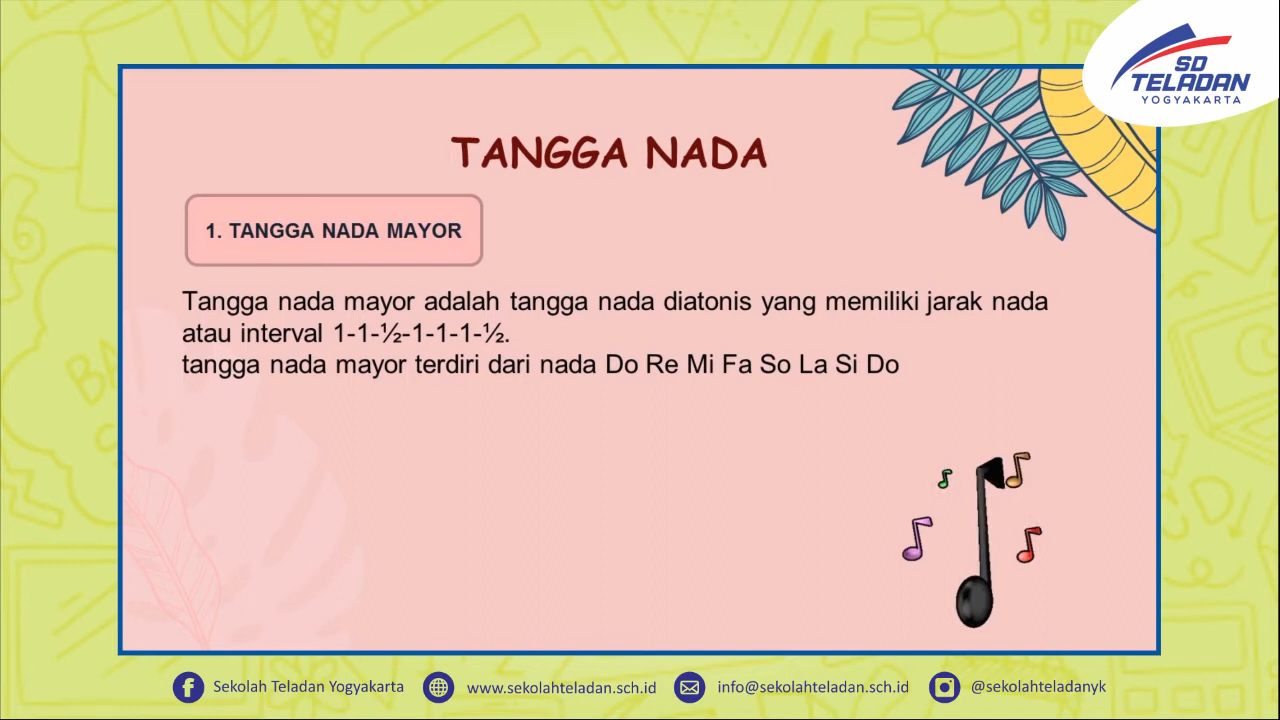 SD
TELADAN
YOGYAKARTA
TANGGA NADA
1. TANGGA NADA MAYOR
Tangga nada mayor adalah tangga nada diatonis yang memiliki jarak nada
atau interval 1-1-½-1-1-1-½.
tangga nada mayor terdiri dari nada Do Re Mi Fa So La Si Do
Sekolah Teladan Yogyakarta
www.sekolahteladan.sch.id
info@sekolahteladan.sch.id
@sekolahteladanyk